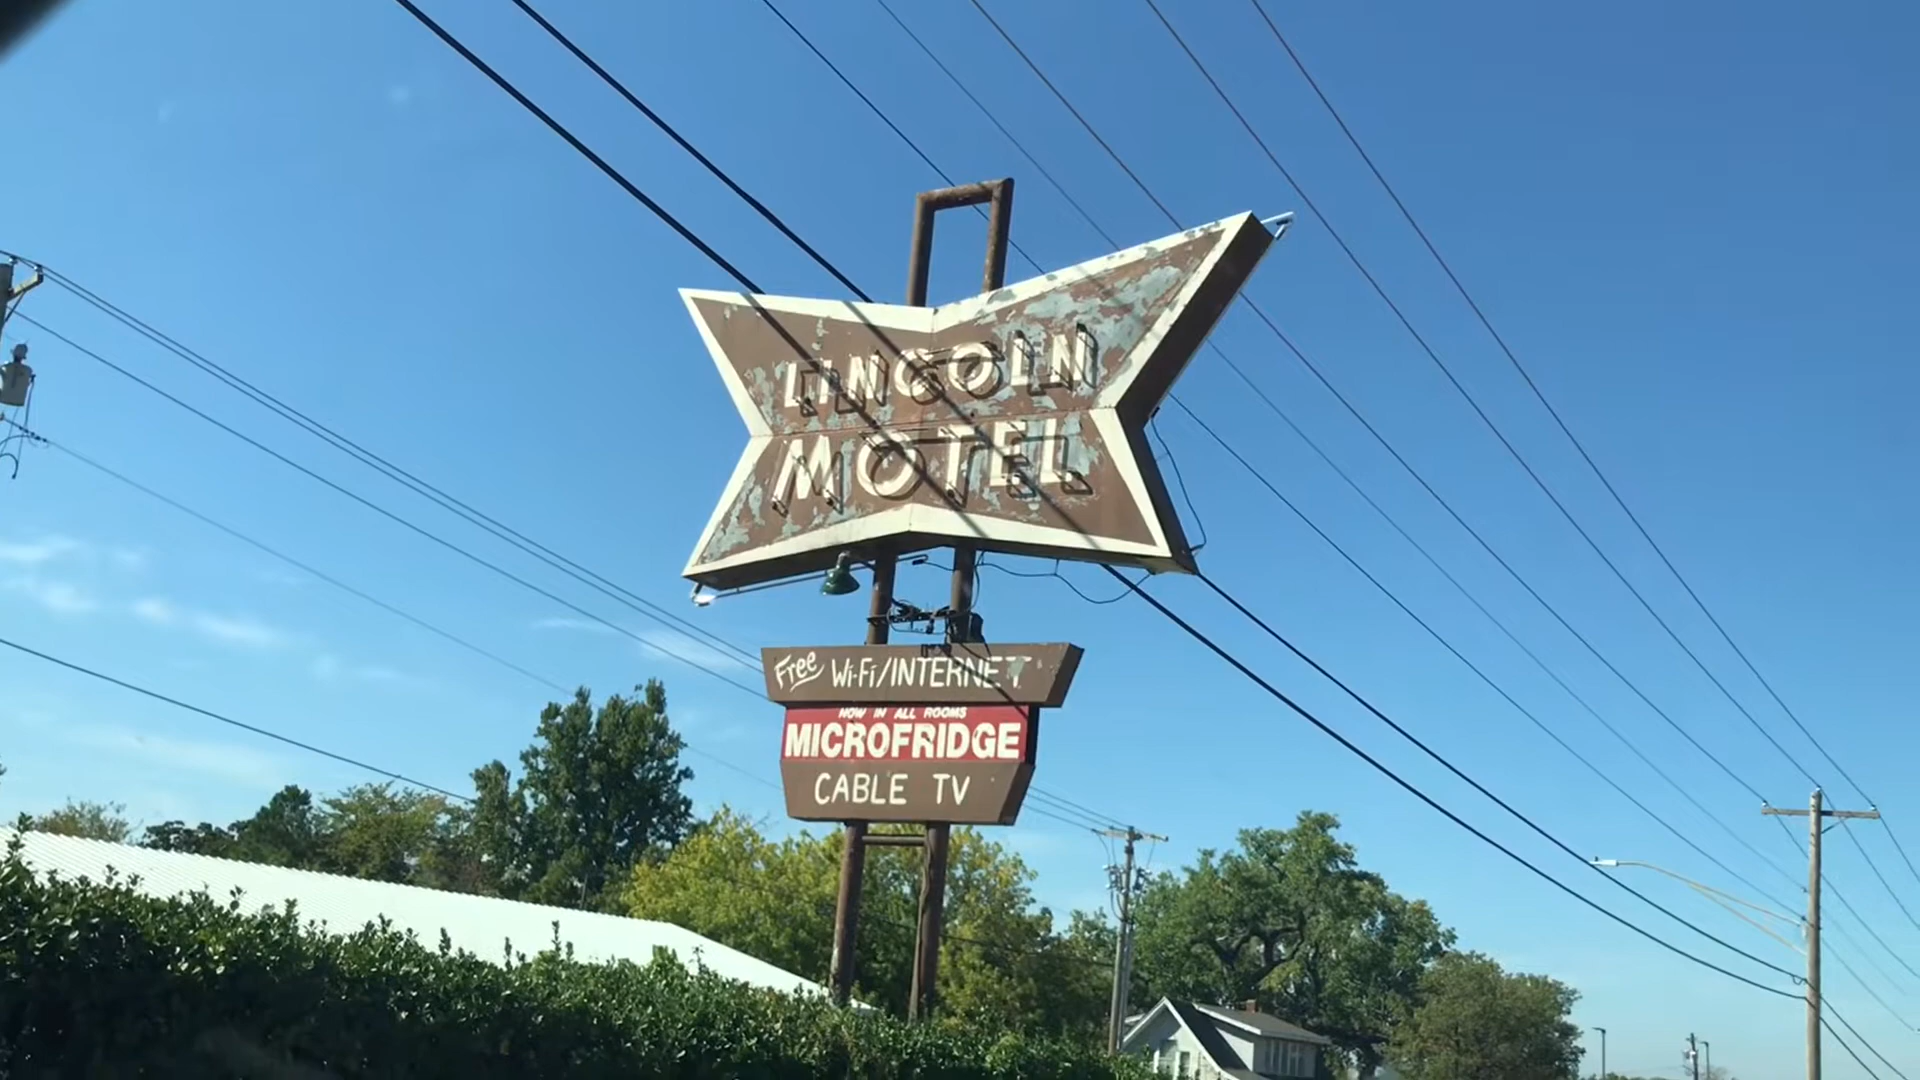 LINCOLN
MOTEL
Free Wi-Fi/INTERNET
NOW IN ALL ROOMS
MICROFRIDGE
CABLE TV